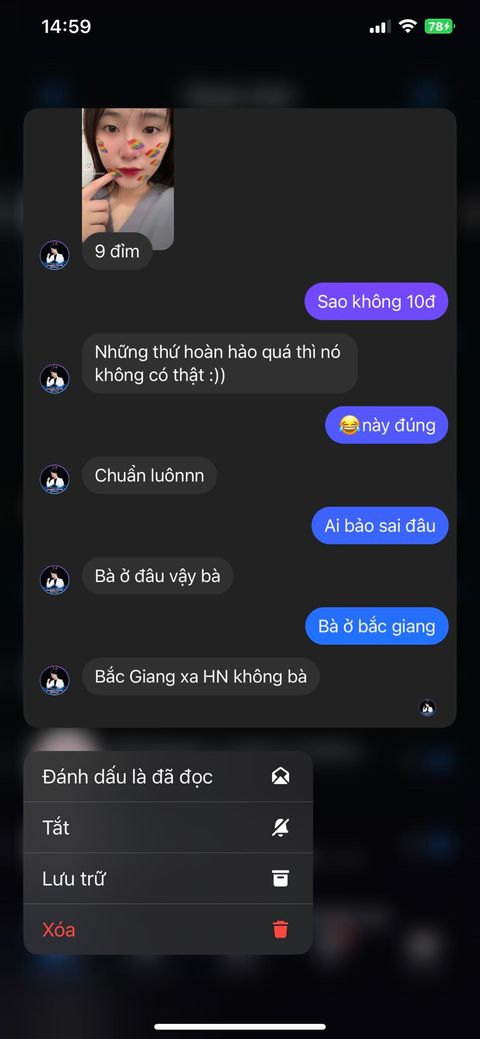 14:59
78
9 đỉm
Sao không 10đ
Những thứ hoàn hảo quá thì nó
không có thật :))
😂này đúng
Chuẩn luônnn
Ai bảo sai đâu
Bà ở đâu vậy bà
Bà ở bắc giang
Bắc Giang xa HN không bà
Đánh dấu là đã đọc
Tắt
Lưu trữ
Xóa